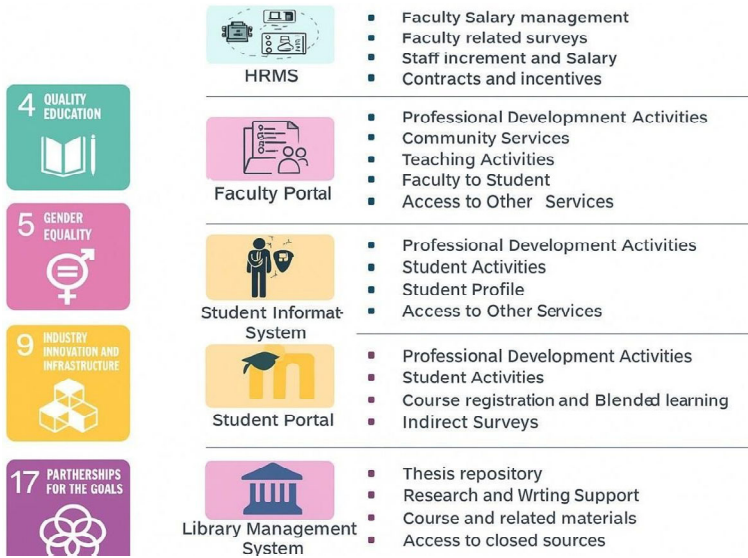 4 QUALITY
EDUCATION
5 GENDER
EQUALITY
9 INDUSTRY
INNOVATION AND
INFRASTRUCTURE
17 PARTHERSHIPS
FOR THE GOALS
HRMS
Faculty Salary management
Faculty related surveys
Staff increment and Salary
Contracts and incentives
Faculty Portal
Professional Developmnent Activities
Community Services
Teaching Activities
Faculty to Student
Access to Other Services
Student Informat-
System
Professional Development Activities
Student Activities
Student Profile
Access to Other Services
Student Portal
Professional Development Activities
Student Activities
Course registration and Blended learning
Indirect Surveys
Library Management
System
Thesis repository
Research and Wrting Support
Course and related materials
Access to closed sources